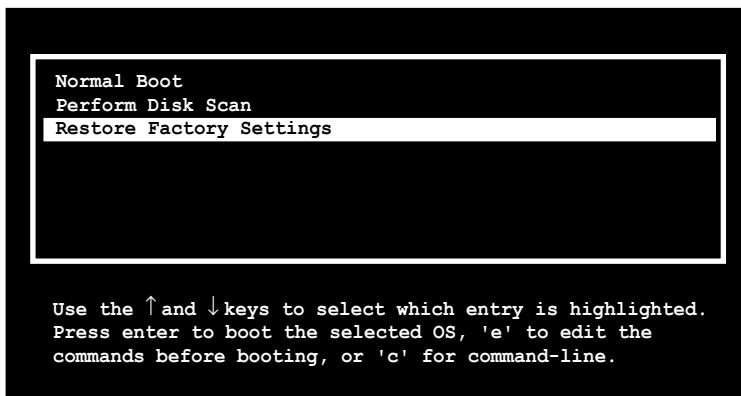 Normal Boot
Perform Disk Scan
Restore Factory Settings
Use the ↑ and ↓ keys to select which entry is highlighted.
Press enter to boot the selected OS, 'e' to edit the
commands before booting, or 'c' for command-line.